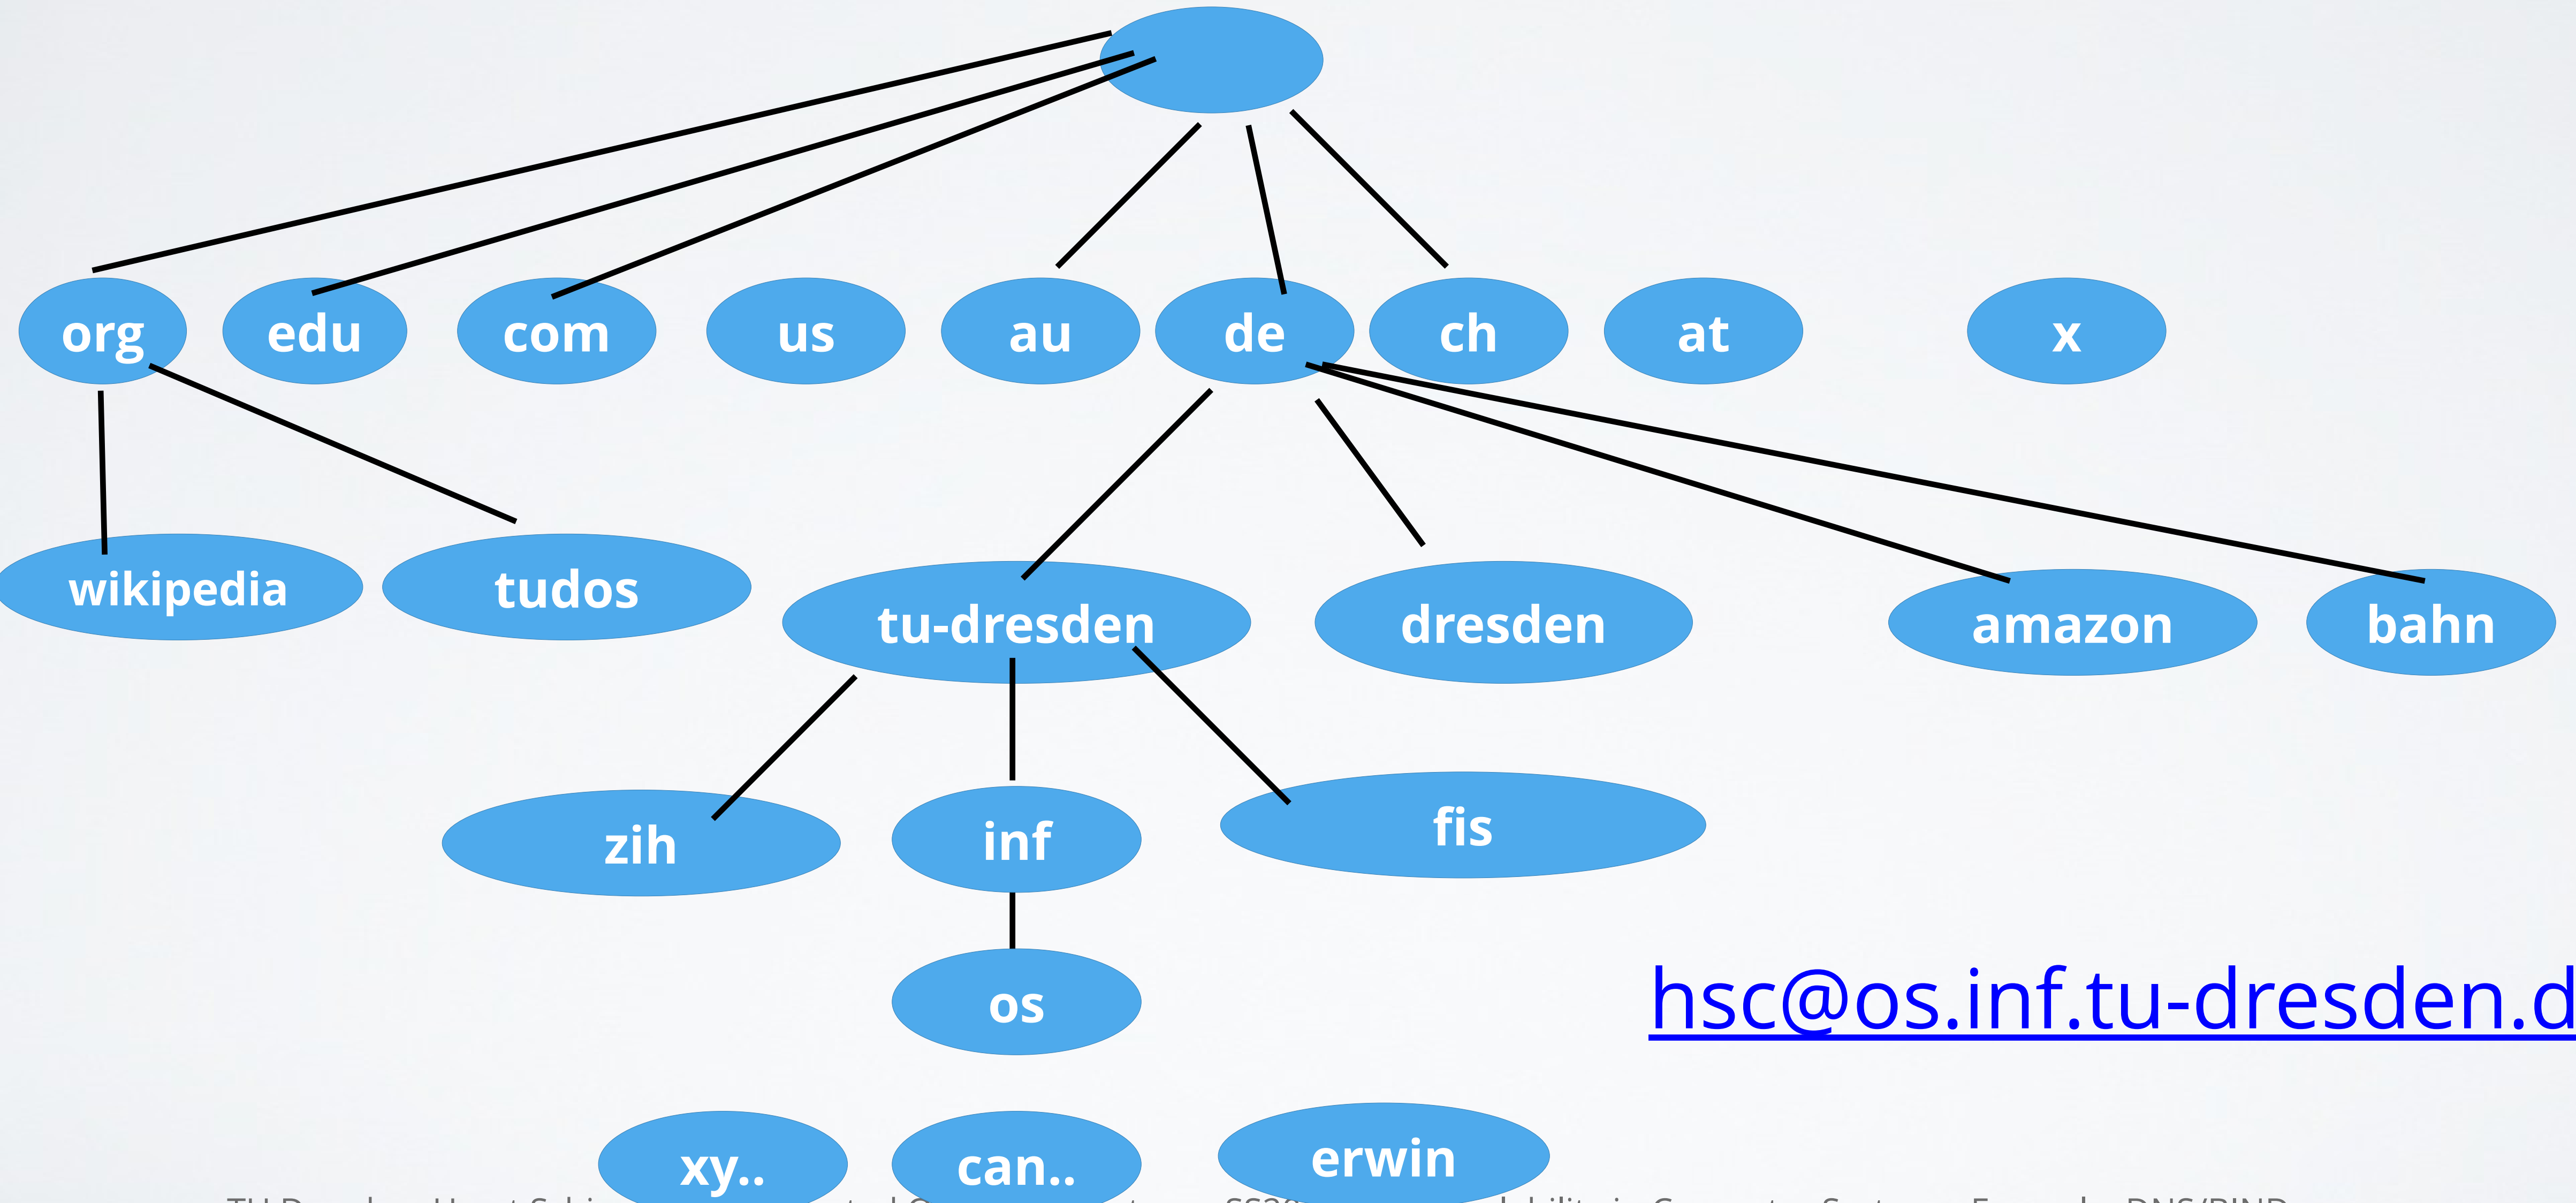 org edu com us au de ch at x
wikipedia tudos tu-dresden dresden amazon bahn
zih inf fis
os
hsc@os.inf.tu-dresden.d
xy.. can.. erwin